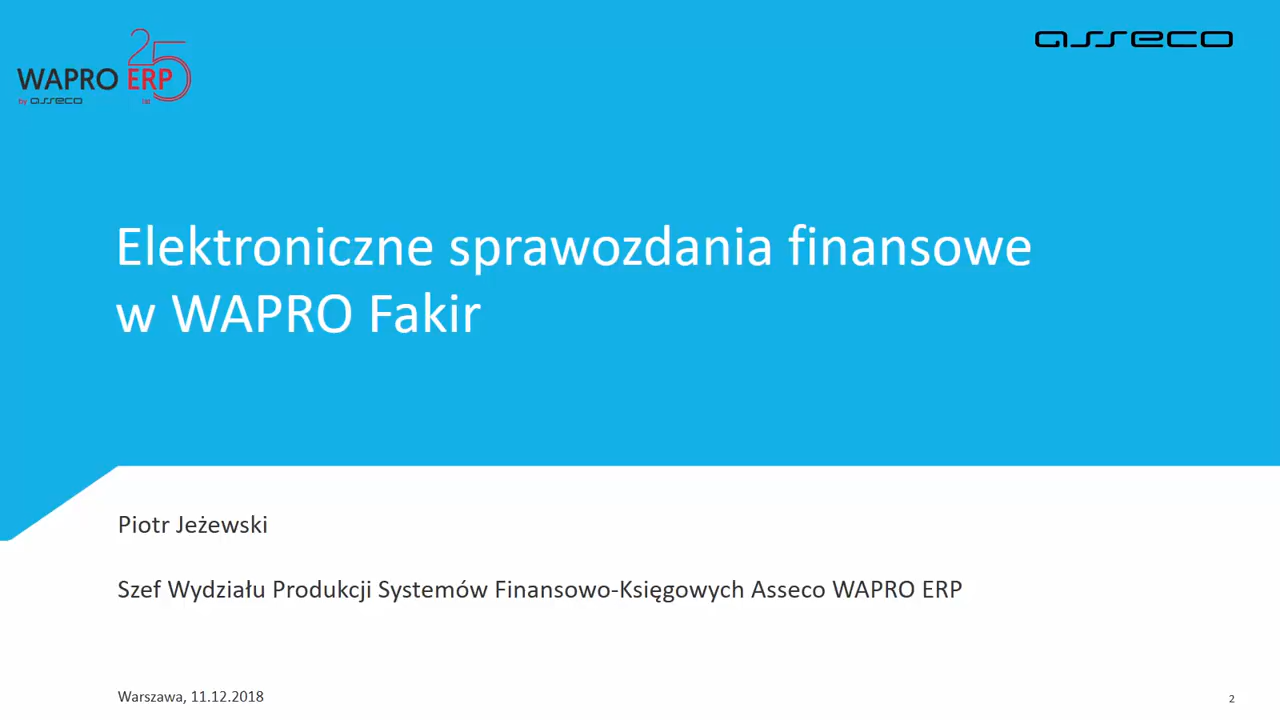 25
WAPRO ERP
by asseco
lat
asseco
Elektroniczne sprawozdania finansowe
w WAPRO Fakir
Piotr Jeżewski
Szef Wydziału Produkcji Systemów Finansowo-Księgowych Asseco WAPRO ERP
Warszawa, 11.12.2018
2